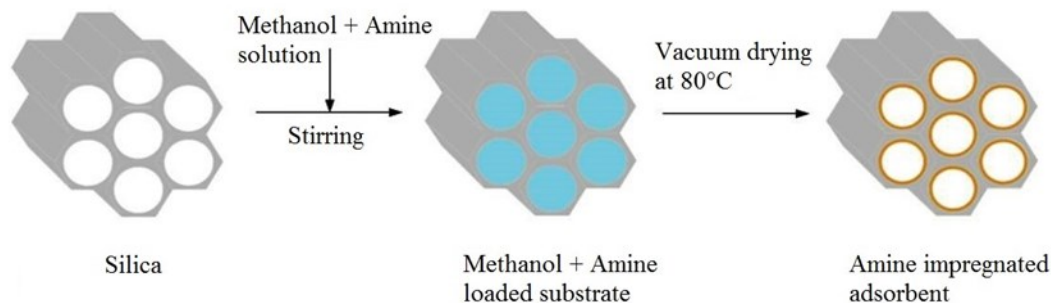 Methanol + Amine
solution
Stirring
Vacuum drying
at 80°C
Silica
Methanol + Amine
loaded substrate
Amine impregnated
adsorbent